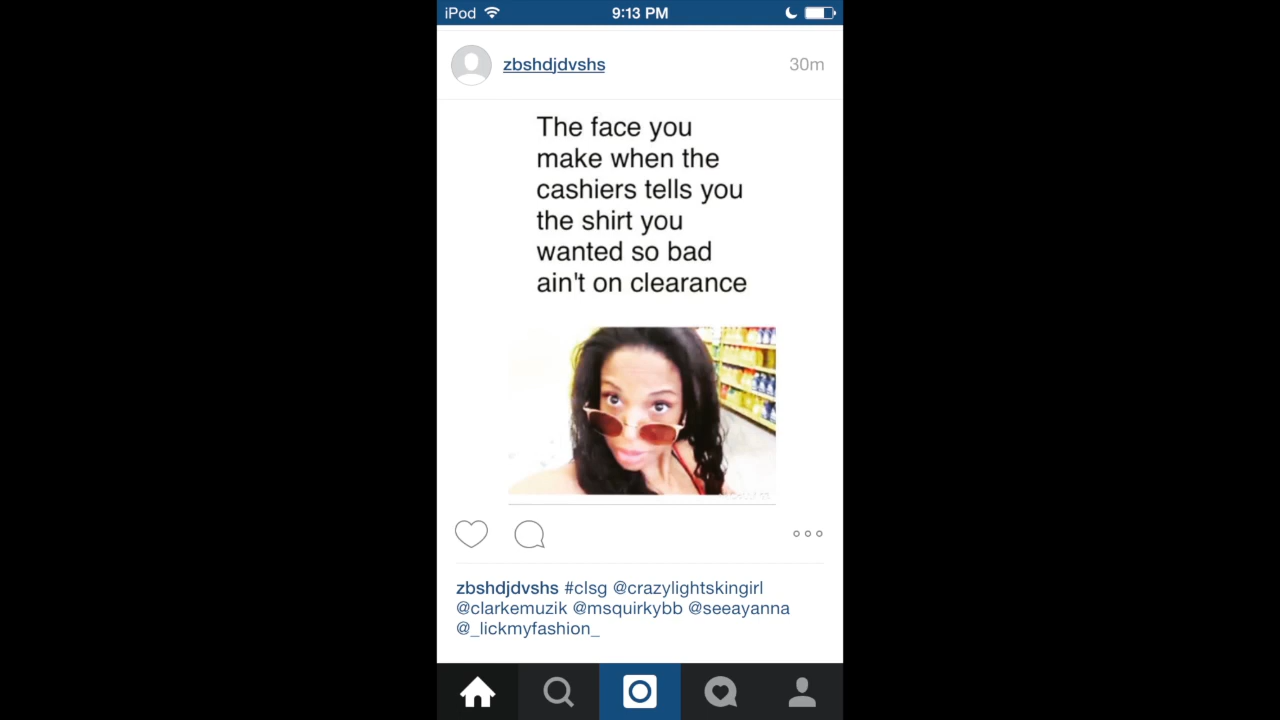 iPod 9:13 PM
zbshdjdvshs 30m
The face you
make when the
cashiers tells you
the shirt you
wanted so bad
ain't on clearance
zbshdjdvshs #clsg @crazylightskingirl
@clarkemuzik @msquirkybb @seeayanna
@_lickmyfashion_